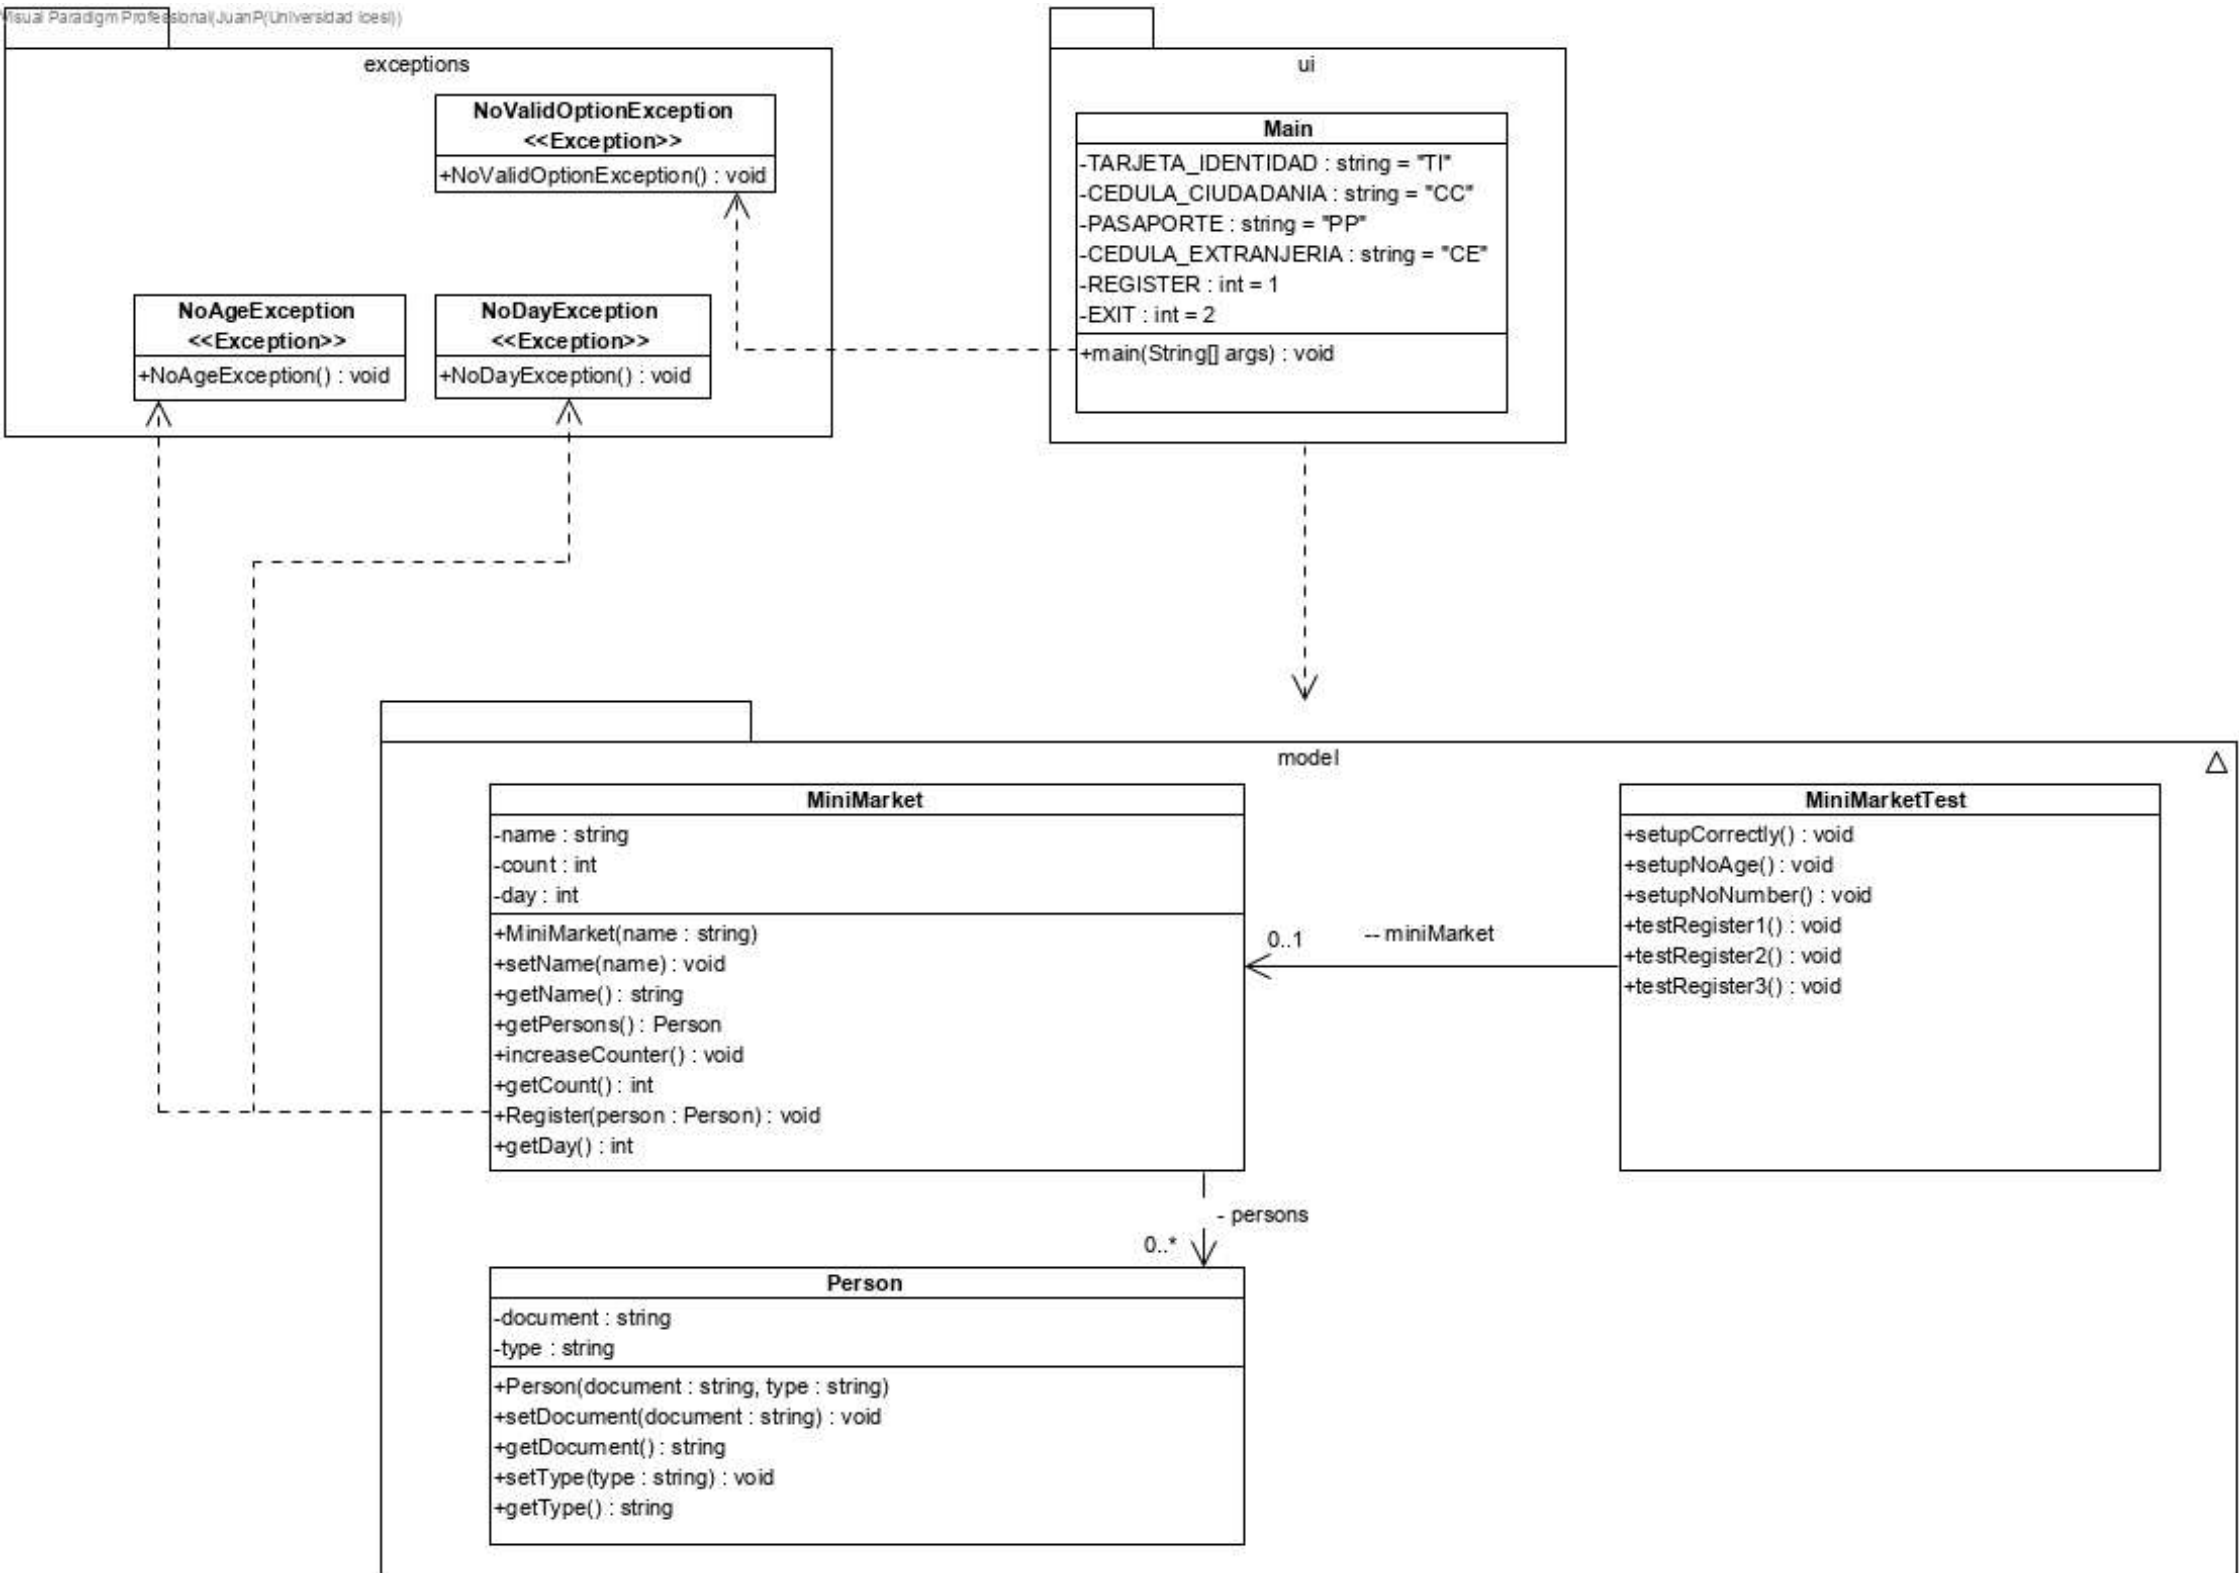 Visual Paradigm Professional(JuanP(Universidad Icesi))
exceptions
NoValidOptionException
<<Exception>>
+NoValidOptionException() : void
NoAgeException
<<Exception>>
+NoAgeException() : void
NoDayException
<<Exception>>
+NoDayException() : void
ui
Main
-TARJETA_IDENTIDAD : string = "TI"
-CEDULA_CIUDADANIA : string = "CC"
-PASAPORTE : string = "PP"
-CEDULA_EXTRANJERIA : string = "CE"
-REGISTER : int = 1
-EXIT : int = 2
+main(String[] args) : void
model
MiniMarket
-name : string
-count : int
-day : int
+MiniMarket(name : string)
+setName(name) : void
+getName() : string
+getPersons() : Person
+increaseCounter() : void
+getCount() : int
+Register(person : Person) : void
+getDay() : int
0..1
-- miniMarket
MiniMarketTest
+setupCorrectly() : void
+setupNoAge() : void
+setupNoNumber() : void
+testRegister1() : void
+testRegister2() : void
+testRegister3() : void
- persons
0..*
Person
-document : string
-type : string
+Person(document : string, type : string)
+setDocument(document : string) : void
+getDocument() : string
+setType(type : string) : void
+getType() : string